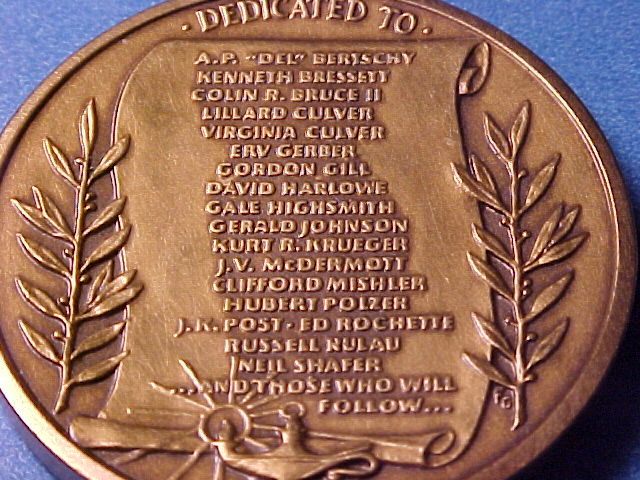 · DEDICATED TO ·
A.P. "DEL" BERTSCHY
KENNETH BRESSETT
COLIN R. BRUCE II
LILLARD CULVER
VIRGINIA CULVER
ERV GERBER
GORDON GILL
DAVID HARLOWE
GALE HIGHSMITH
GERALD JOHNSON
KURT R. KRUEGER
J.V. McDERMOTT
CLIFFORD MISHLER
HUBERT POLZER
J.K. POST · ED ROCHETTE
RUSSELL RULAU
NEIL SHAFER
...AND THOSE WHO WILL
FOLLOW...